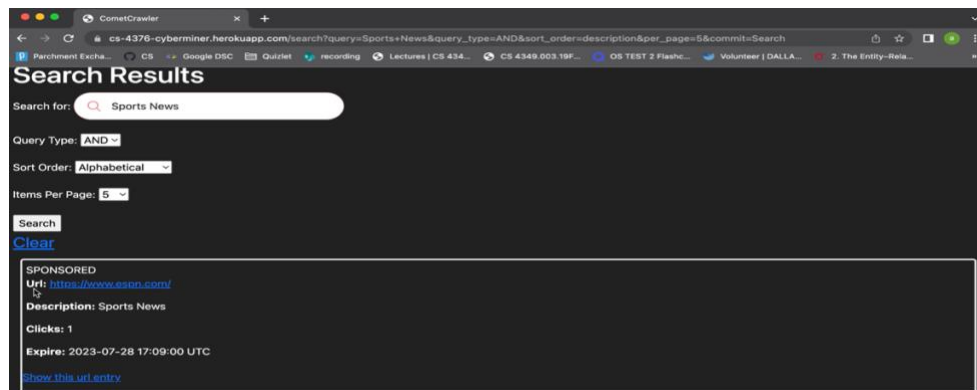 CometCrawler
cs-4376-cyberminer.herokuapp.com/search?query=Sports+News&query_type=AND&sort_order=description&per_page=5&commit=Search
Parchment Excha... CS Google DSC Quizlet recording Lectures | CS 434... CS 4349.003.19F... OS TEST 2 Flashc... Volunteer | DALLA... 2. The Entity-Rela...
Search Results
Search for: Sports News
Query Type: AND
Sort Order: Alphabetical
Items Per Page: 5
Search
Clear
SPONSORED
Url: https://www.espn.com/
Description: Sports News
Clicks: 1
Expire: 2023-07-28 17:09:00 UTC
Show this url entry